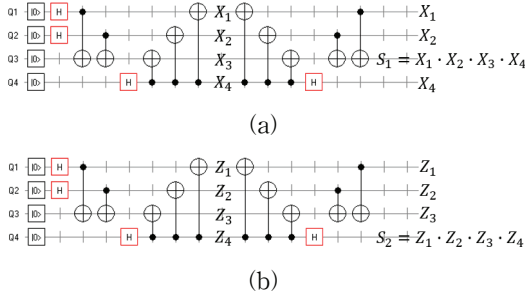 Q1 |0> H X₁ X₁
Q2 |0> H X₂ X₂
Q3 |0> X₃ S₁ = X₁ · X₂ · X₃ · X₄
Q4 |0> H X₄ H X₄
(a)
Q1 |0> H Z₁ Z₁
Q2 |0> H Z₂ Z₂
Q3 |0> Z₃ Z₃
Q4 |0> H Z₄ H S₂ = Z₁ · Z₂ · Z₃ · Z₄
(b)